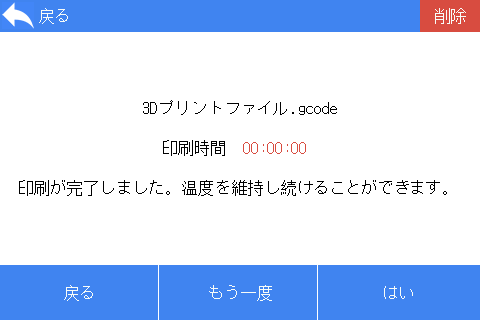 戻る
削除
3Dプリントファイル.gcode
印刷時間 00:00:00
印刷が完了しました。温度を維持し続けることができます。
戻る
もう一度
はい